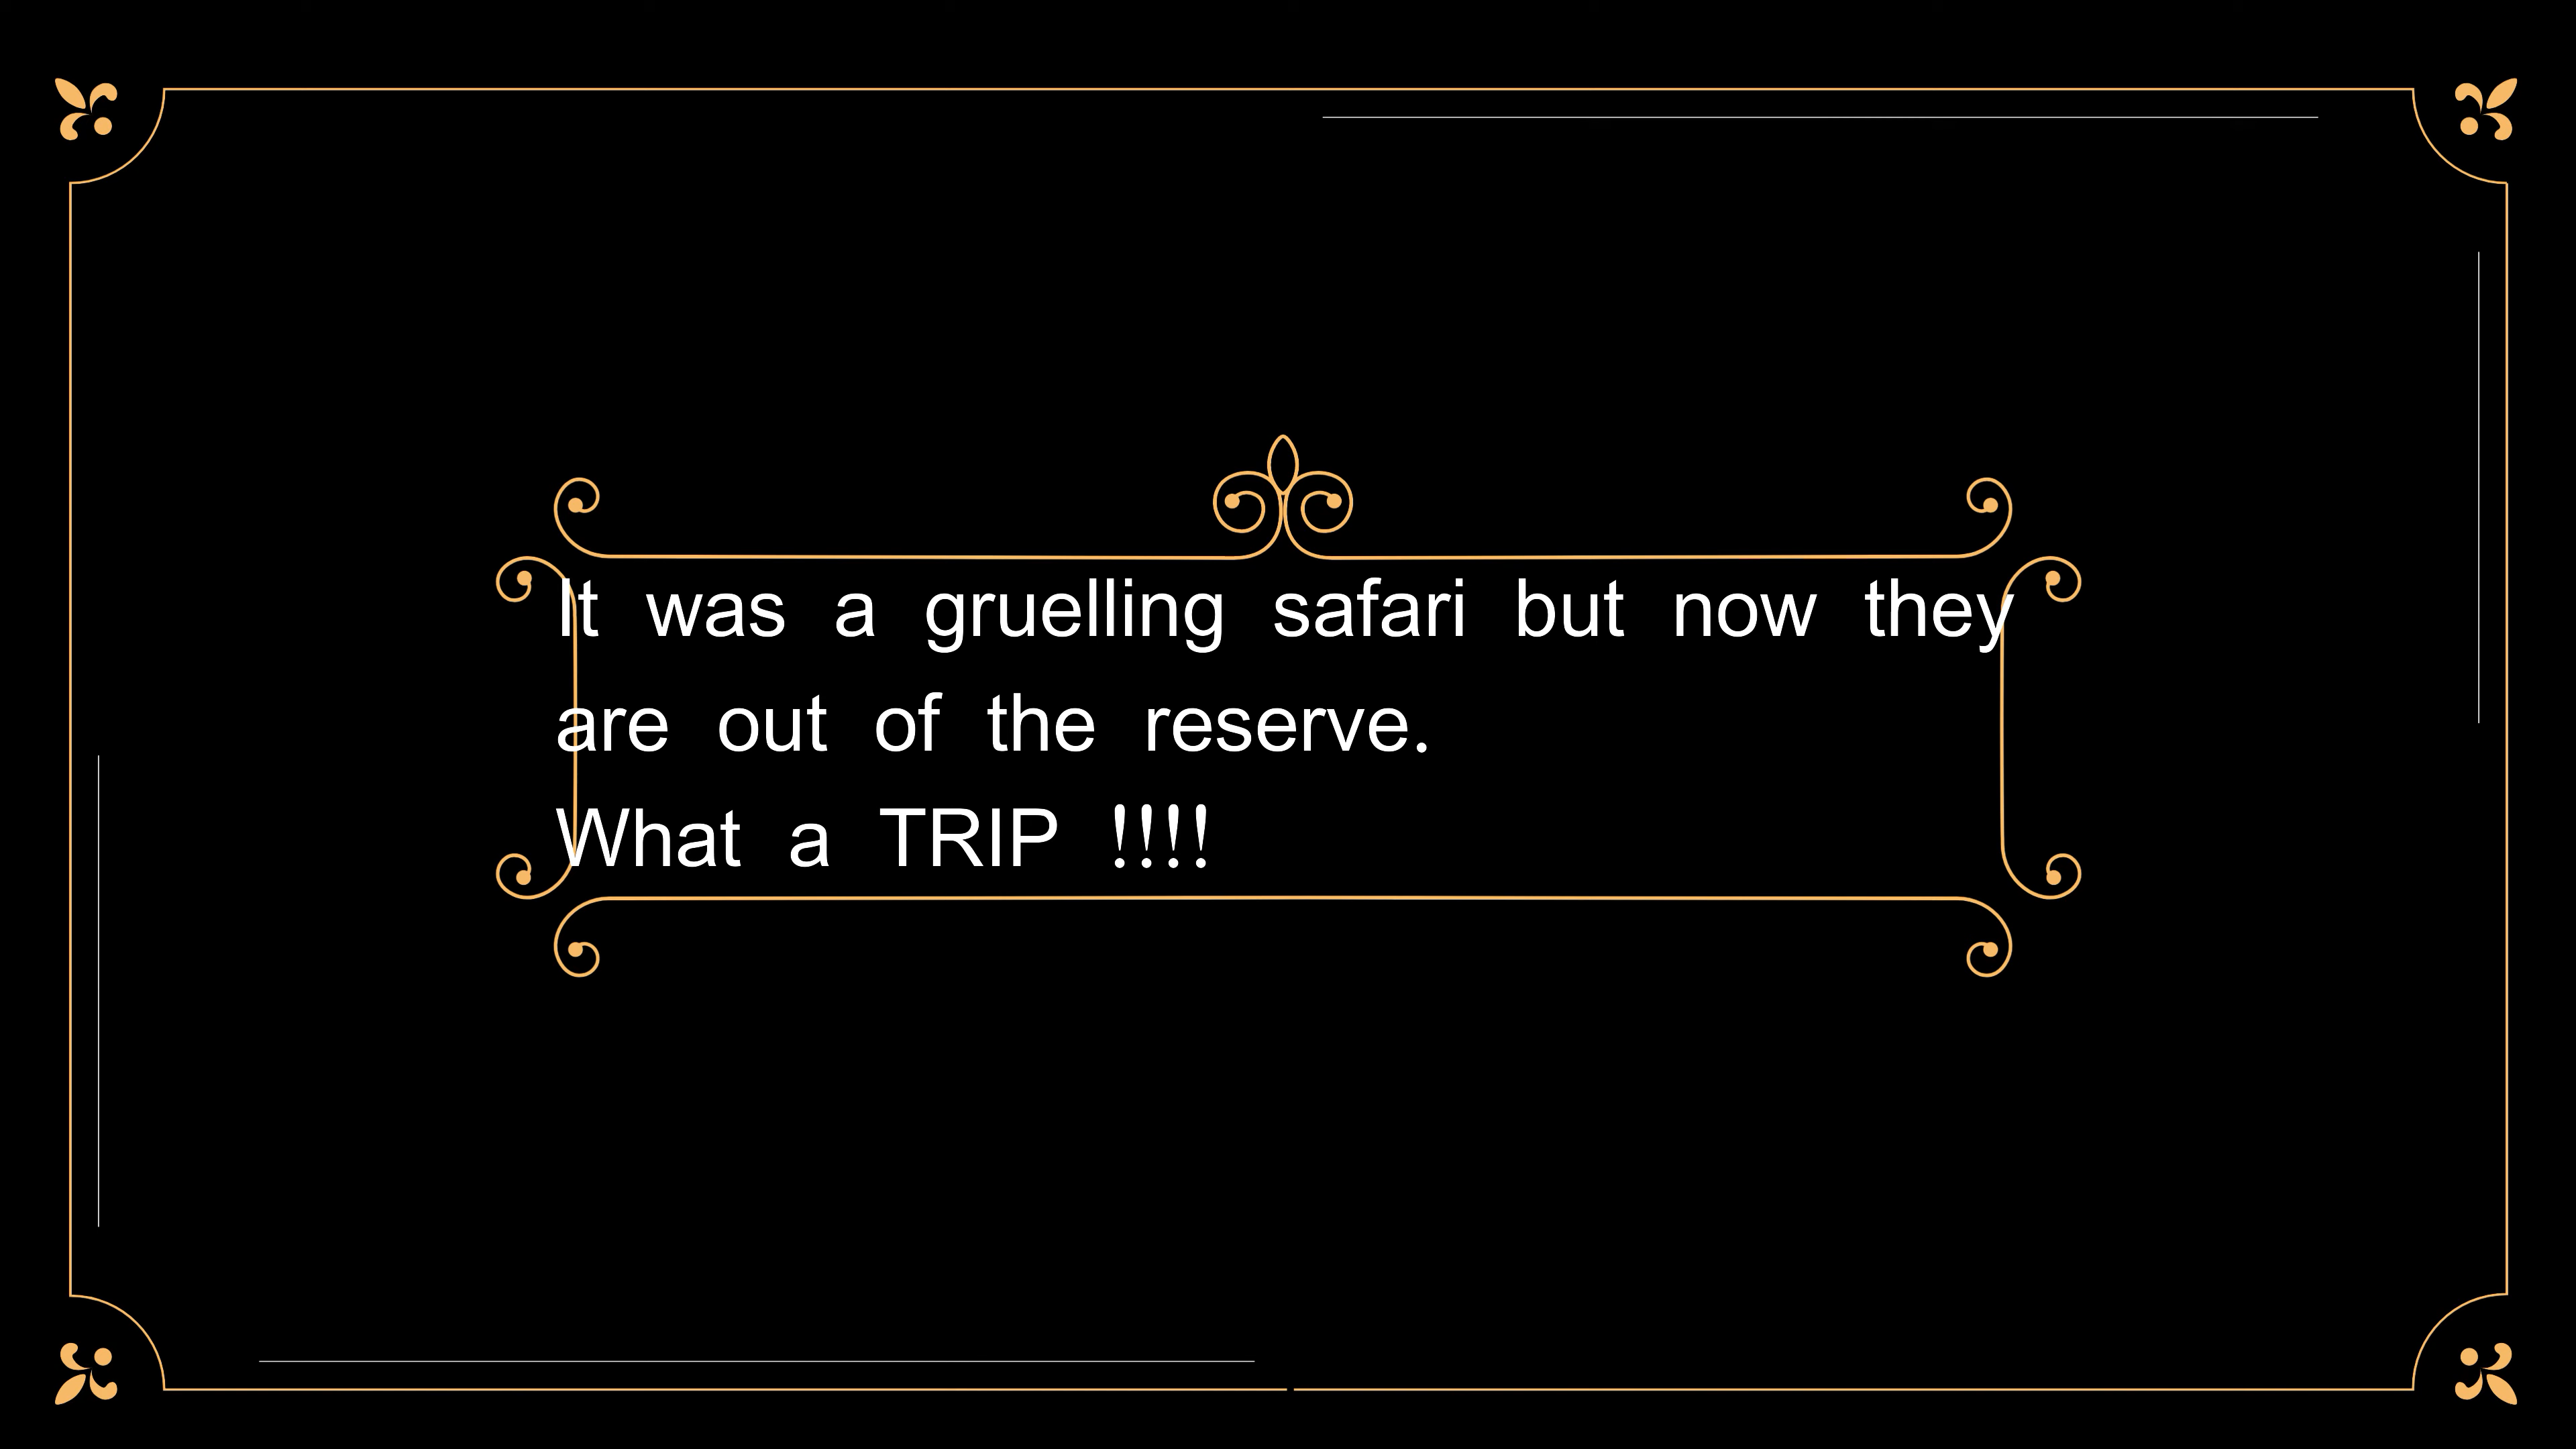 It was a gruelling safari but now they
are out of the reserve.
What a TRIP !!!!